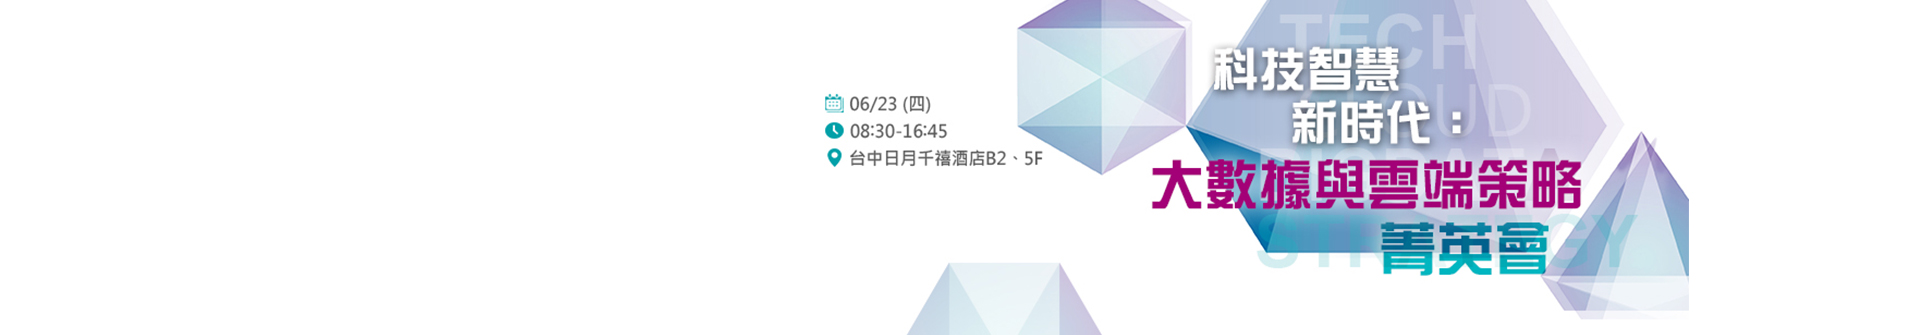 06/23 (四)
08:30-16:45
台中日月千禧酒店B2、5F
TECH
科技智慧
CLOUD
新時代：
BIGDATA
大數據與雲端策略
STRATEGY
菁英會